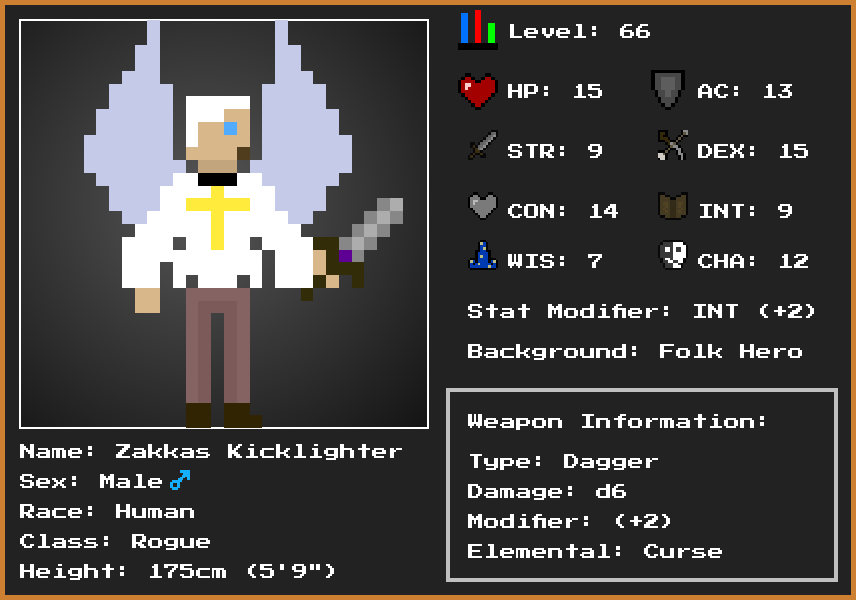 Level: 66
HP: 15
AC: 13
STR: 9
DEX: 15
CON: 14
INT: 9
WIS: 7
CHA: 12
Stat Modifier: INT (+2)
Background: Folk Hero
Weapon Information:
Type: Dagger
Damage: d6
Modifier: (+2)
Elemental: Curse
Name: Zakkas Kicklighter
Sex: Male ♂
Race: Human
Class: Rogue
Height: 175cm (5'9")